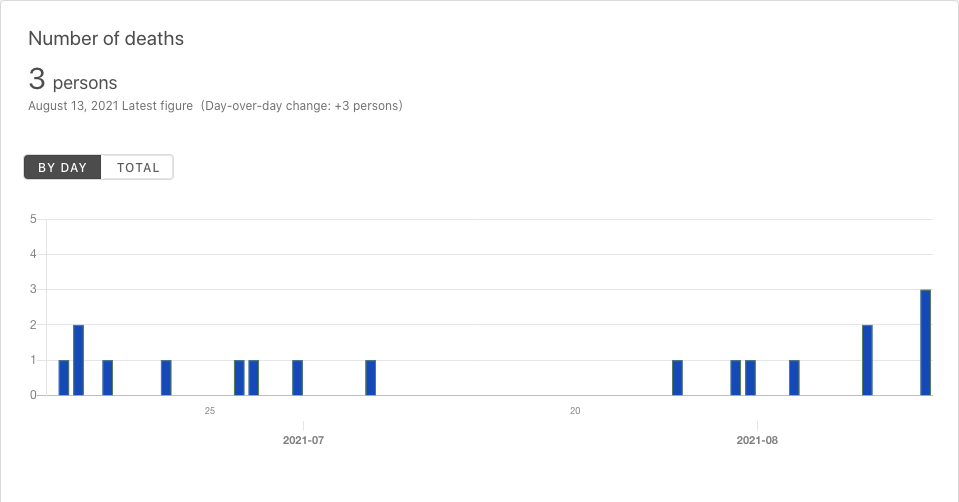 Number of deaths
3 persons
August 13, 2021 Latest figure (Day-over-day change: +3 persons)
BY DAY TOTAL
5
4
3
2
1
0
25 20
2021-07 2021-08